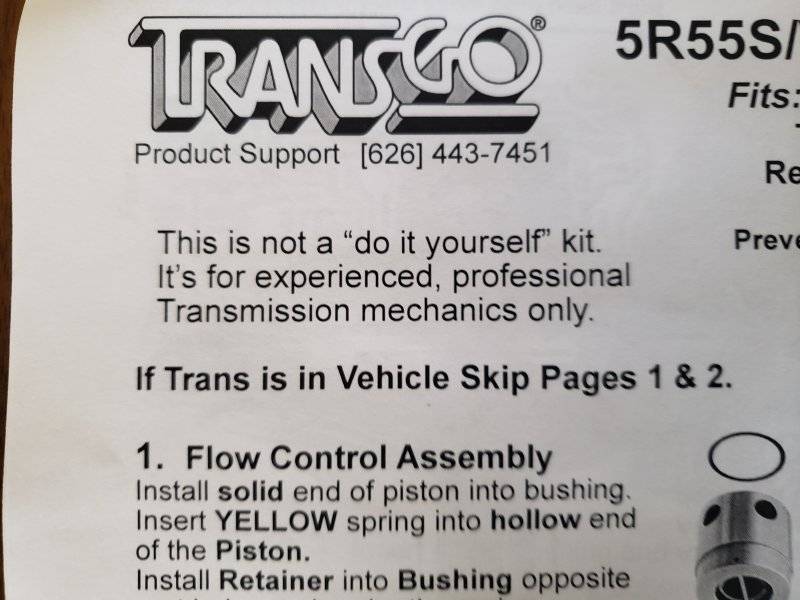 TRANSGO®
5R55S/
Fits:
Product Support [626] 443-7451
This is not a “do it yourself” kit.
It’s for experienced, professional
Transmission mechanics only.
If Trans is in Vehicle Skip Pages 1 & 2.
1. Flow Control Assembly
Install solid end of piston into bushing.
Insert YELLOW spring into hollow end
of the Piston.
Install Retainer into Bushing opposite